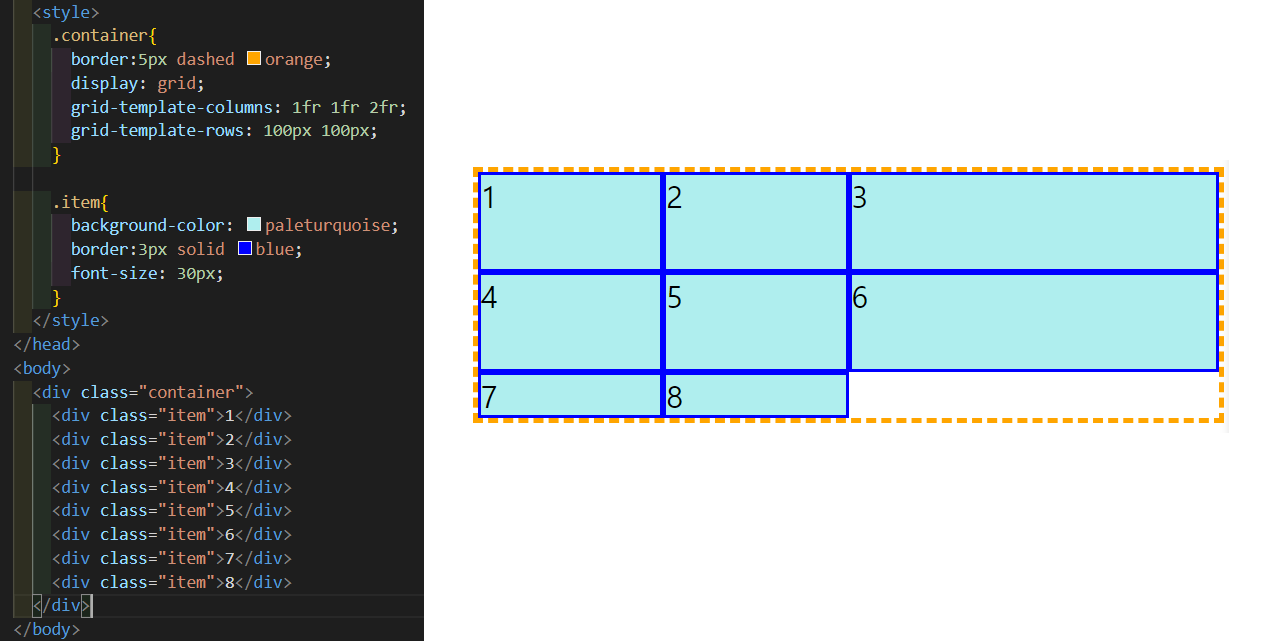 <style>
.container{
border:5px dashed orange;
display: grid;
grid-template-columns: 1fr 1fr 2fr;
grid-template-rows: 100px 100px;
}
.item{
background-color: paleturquoise;
border:3px solid blue;
font-size: 30px;
}
</style>
</head>
<body>
<div class="container">
<div class="item">1</div>
<div class="item">2</div>
<div class="item">3</div>
<div class="item">4</div>
<div class="item">5</div>
<div class="item">6</div>
<div class="item">7</div>
<div class="item">8</div>
</div>
</body>
1 2 3
4 5 6
7 8